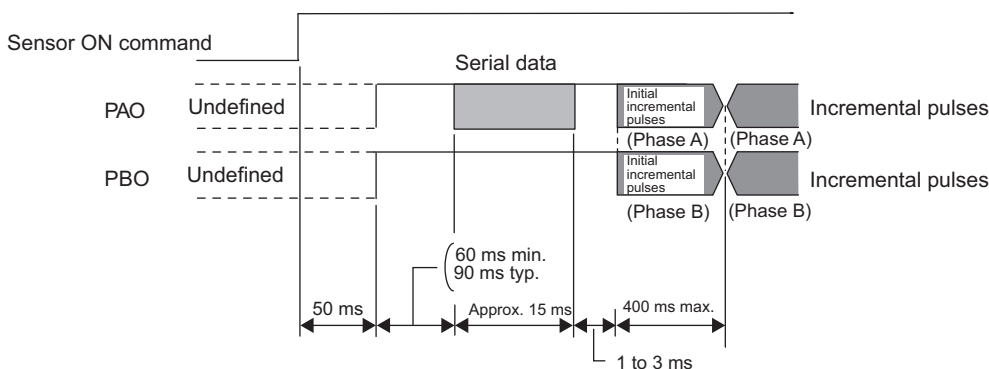 Sensor ON command
Serial data
PAO
Undefined
Initial
incremental
pulses
Incremental pulses
(Phase A)
(Phase A)
PBO
Undefined
Initial
incremental
pulses
Incremental pulses
(Phase B)
(Phase B)
60 ms min.
90 ms typ.
50 ms
Approx. 15 ms
400 ms max.
1 to 3 ms